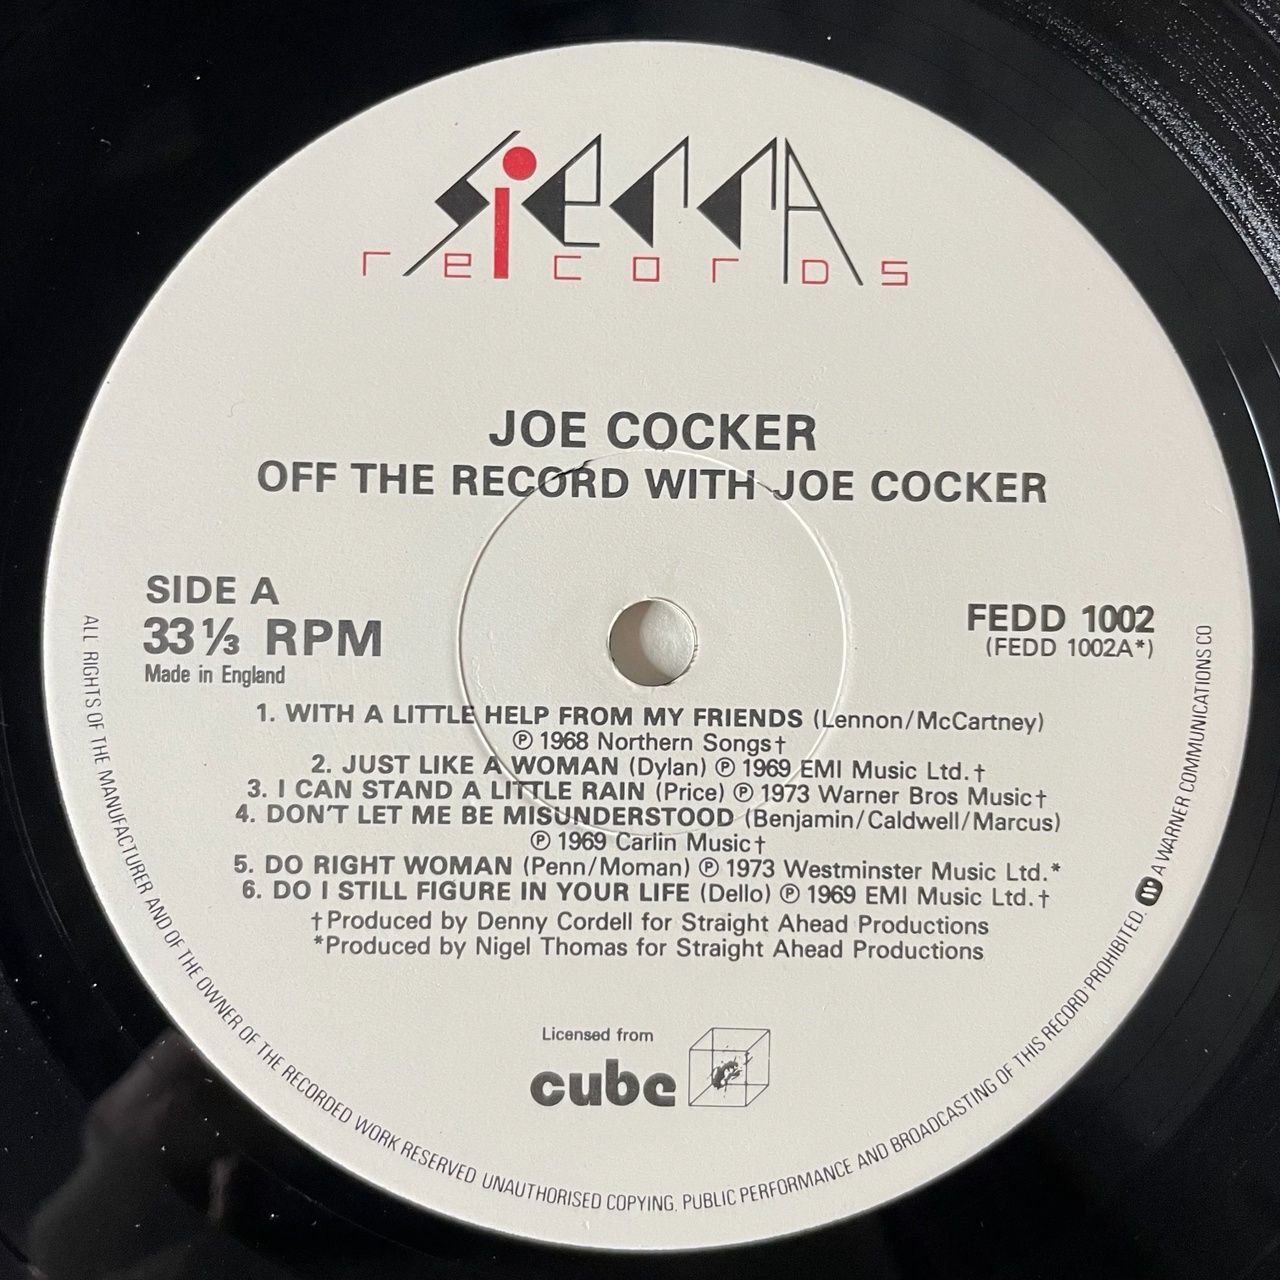 sierra
records
JOE COCKER
OFF THE RECORD WITH JOE COCKER
SIDE A
33⅓ RPM
Made in England
FEDD 1002
(FEDD 1002A*)
1. WITH A LITTLE HELP FROM MY FRIENDS (Lennon/McCartney)
℗ 1968 Northern Songs†
2. JUST LIKE A WOMAN (Dylan) ℗ 1969 EMI Music Ltd.†
3. I CAN STAND A LITTLE RAIN (Price) ℗ 1973 Warner Bros Music†
4. DON'T LET ME BE MISUNDERSTOOD (Benjamin/Caldwell/Marcus)
℗ 1969 Carlin Music†
5. DO RIGHT WOMAN (Penn/Moman) ℗ 1973 Westminster Music Ltd.*
6. DO I STILL FIGURE IN YOUR LIFE (Dello) ℗ 1969 EMI Music Ltd.†
†Produced by Denny Cordell for Straight Ahead Productions
*Produced by Nigel Thomas for Straight Ahead Productions
Licensed from
cube
ALL RIGHTS OF THE MANUFACTURER AND OF THE OWNER OF THE RECORDED WORK RESERVED UNAUTHORISED COPYING. PUBLIC PERFORMANCE AND BROADCASTING OF THIS RECORD PROHIBITED. A WARNER COMMUNICATIONS CO